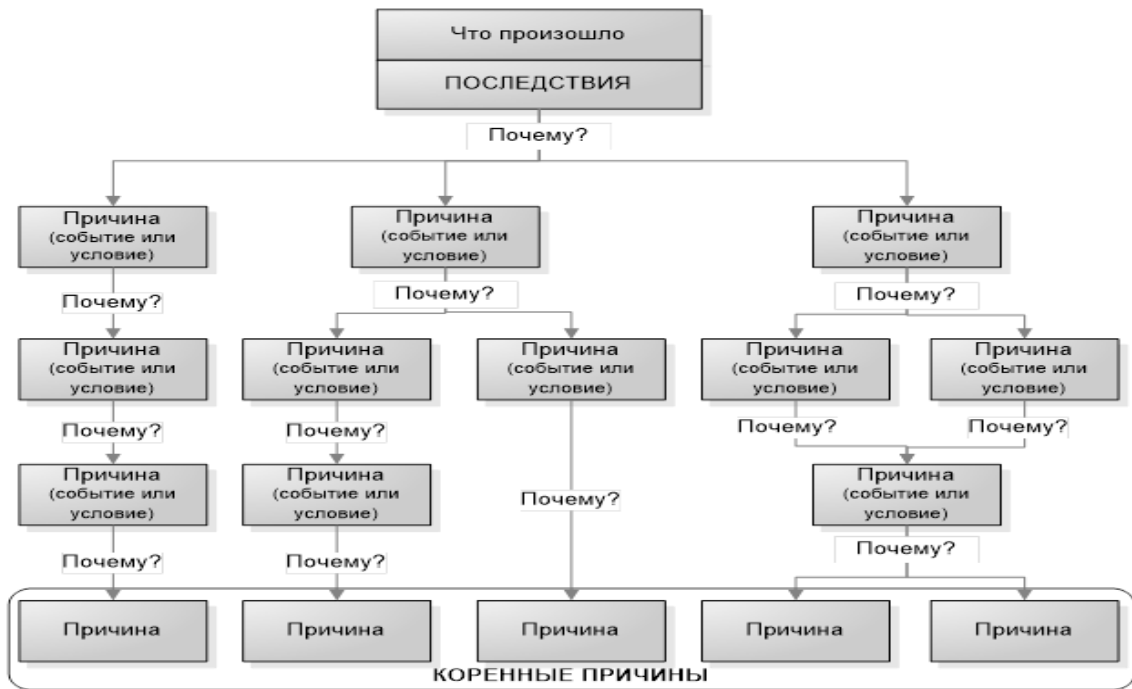 Что произошло
ПОСЛЕДСТВИЯ
Почему?
Причина
(событие или
условие)
Причина
(событие или
условие)
Причина
(событие или
условие)
Почему?
Почему?
Почему?
Причина
(событие или
условие)
Причина
(событие или
условие)
Причина
(событие или
условие)
Причина
(событие или
условие)
Причина
(событие или
условие)
Почему?
Почему?
Почему?
Почему?
Причина
(событие или
условие)
Причина
(событие или
условие)
Почему?
Причина
(событие или
условие)
Почему?
Почему?
Почему?
Причина
Причина
Причина
Причина
Причина
КОРЕННЫЕ ПРИЧИНЫ